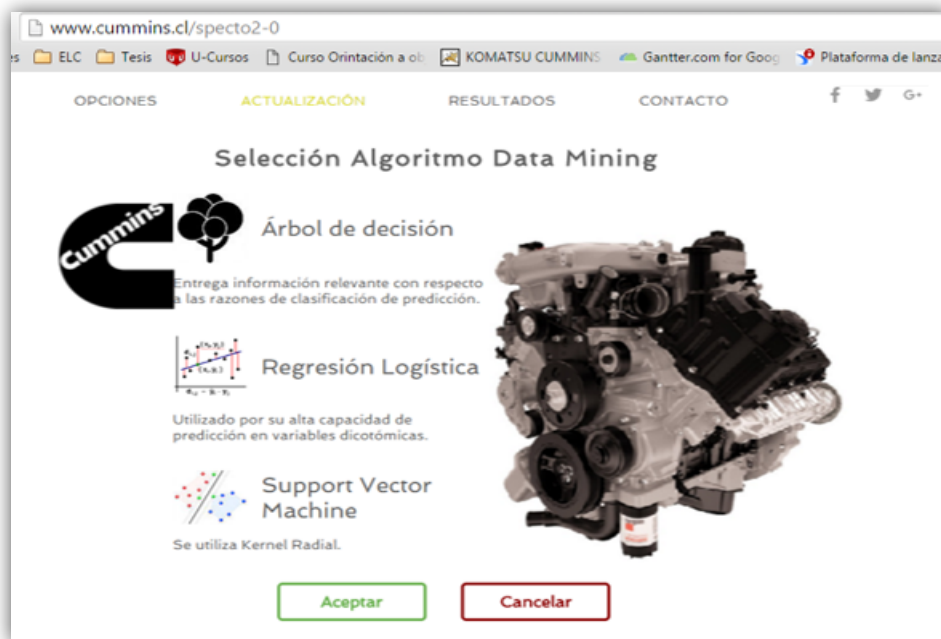 www.cummins.cl/specto2-0
ELC Tesis U-Cursos Curso Orintación a ob KOMATSU CUMMINS Gantter.com for Goog Plataforma de lanza
OPCIONES ACTUALIZACIÓN RESULTADOS CONTACTO
Selección Algoritmo Data Mining
Cummins
Árbol de decisión
Entrega información relevante con respecto
a las razones de clasificación de predicción.
Regresión Logística
Utilizado por su alta capacidad de
predicción en variables dicotómicas.
Support Vector
Machine
Se utiliza Kernel Radial.
Aceptar Cancelar